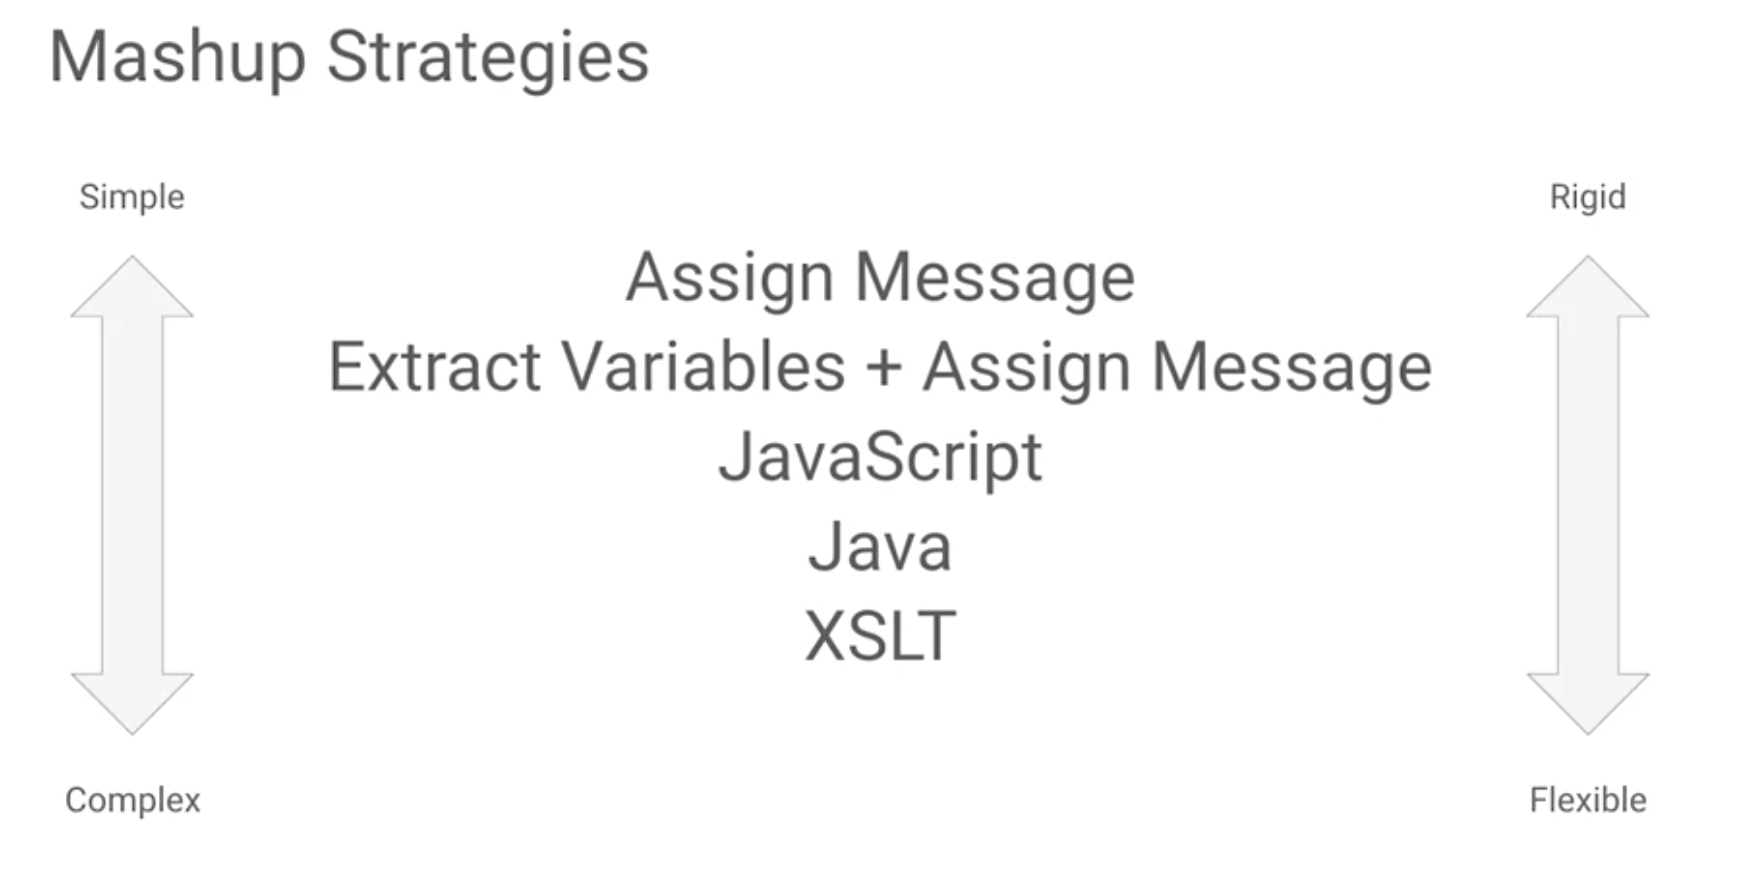 Mashup Strategies
Simple
Rigid
Assign Message
Extract Variables + Assign Message
JavaScript
Java
XSLT
Complex
Flexible